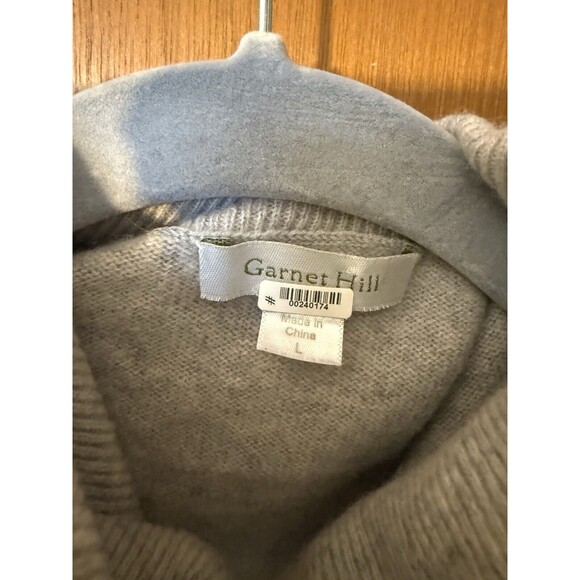 Garnet Hill
#
00240174
Made in
China
L